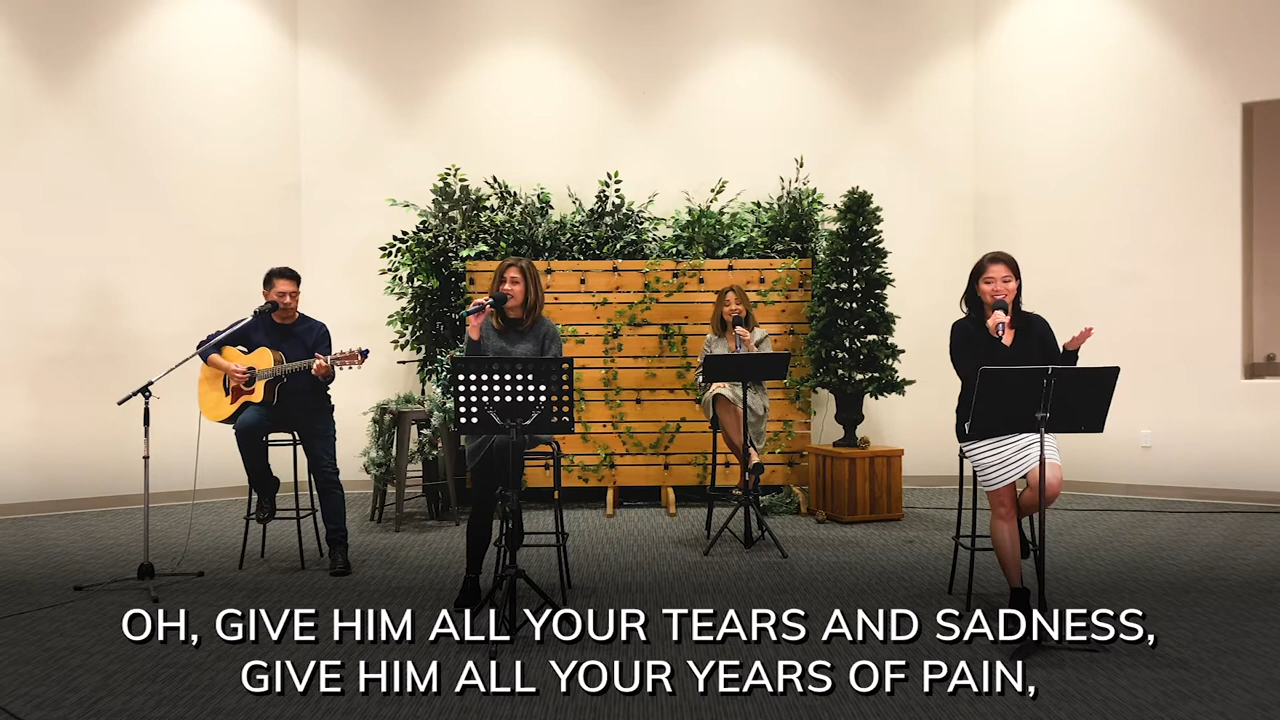 OH, GIVE HIM ALL YOUR TEARS AND SADNESS,
GIVE HIM ALL YOUR YEARS OF PAIN,